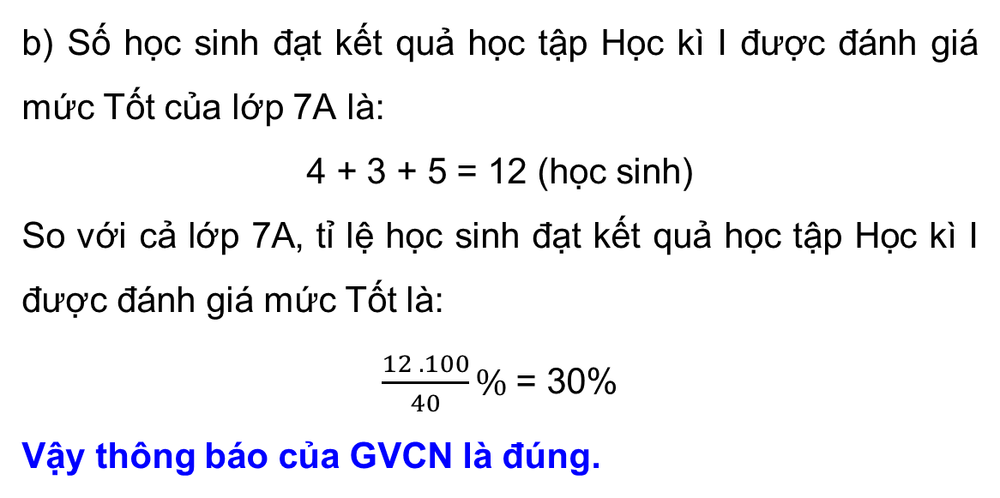 b) Số học sinh đạt kết quả học tập Học kì I được đánh giá
mức Tốt của lớp 7A là:
4 + 3 + 5 = 12 (học sinh)
So với cả lớp 7A, tỉ lệ học sinh đạt kết quả học tập Học kì I
được đánh giá mức Tốt là:
12 .100
40
% = 30%
Vậy thông báo của GVCN là đúng.